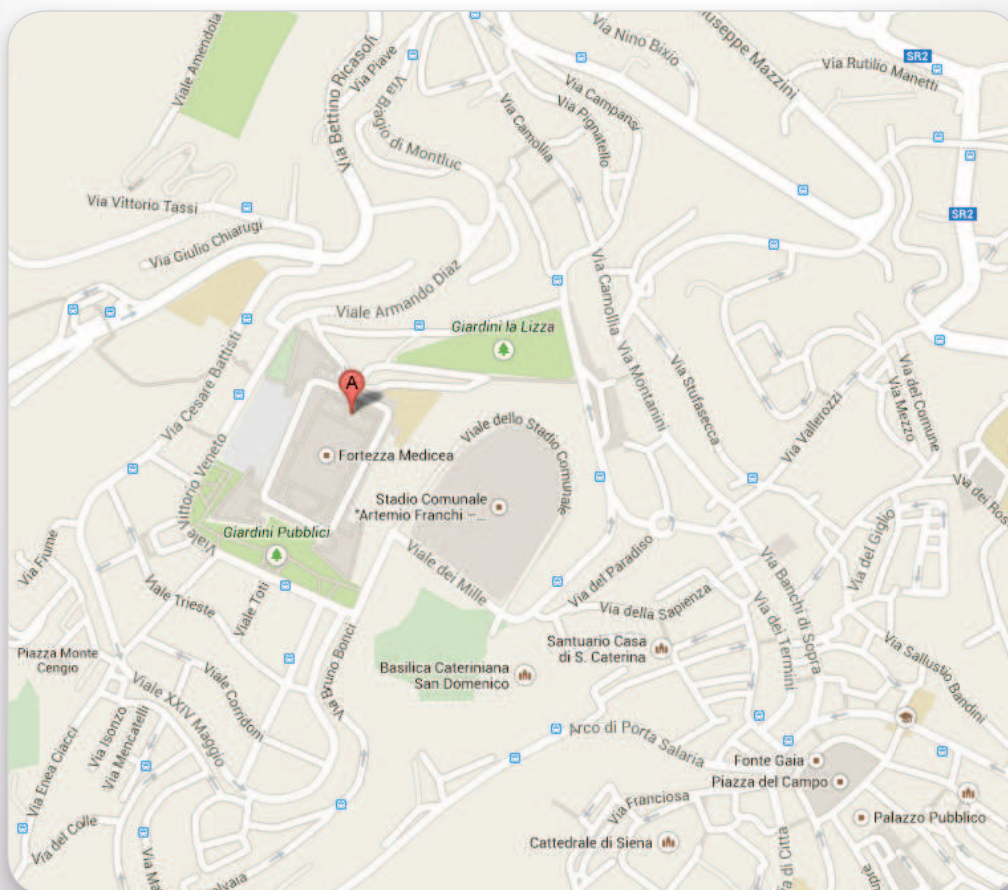 Viale Amendola
Via Bettino Ricasoli
Via Piave
Via Biagio di Montluc
Via Nino Bixio
Giuseppe Mazzini
SR2
Via Rutilio Manetti
Via Camollia
Via Campansi
Via Pignatello
Via Vittorio Tassi
SR2
Via Giulio Chiarugi
Viale Armando Diaz
Via Camollia
Giardini la Lizza
Via Cesare Battisti
A
Via Montanini
Via Stufasecca
Via del Comune
Via Mezzo
Via Vallerozzi
Viale dello Stadio Comunale
Fortezza Medicea
Viale Vittorio Veneto
Stadio Comunale
"Artemio Franchi –...
Via dei Ros
Giardini Pubblici
Via del Giglio
Via Fiume
Viale dei Mille
Via del Paradiso
Via Banchi di Sopra
Viale Trieste
Viale Toti
Via della Sapienza
Via dei Termini
Piazza Monte
Cengio
Santuario Casa
di S. Caterina
Via Sallustio Bandini
Basilica Cateriniana
San Domenico
Via Bruno Bonci
Viale Corridoni
Viale XXIV Maggio
Via Isonzo
Via Mencatelli
Via Enea Ciacci
Arco di Porta Salaria
Fonte Gaia
Piazza del Campo
Via Franciosa
Palazzo Pubblico
Via del Colle
Cattedrale di Siena
Via Ma
Via di Citta